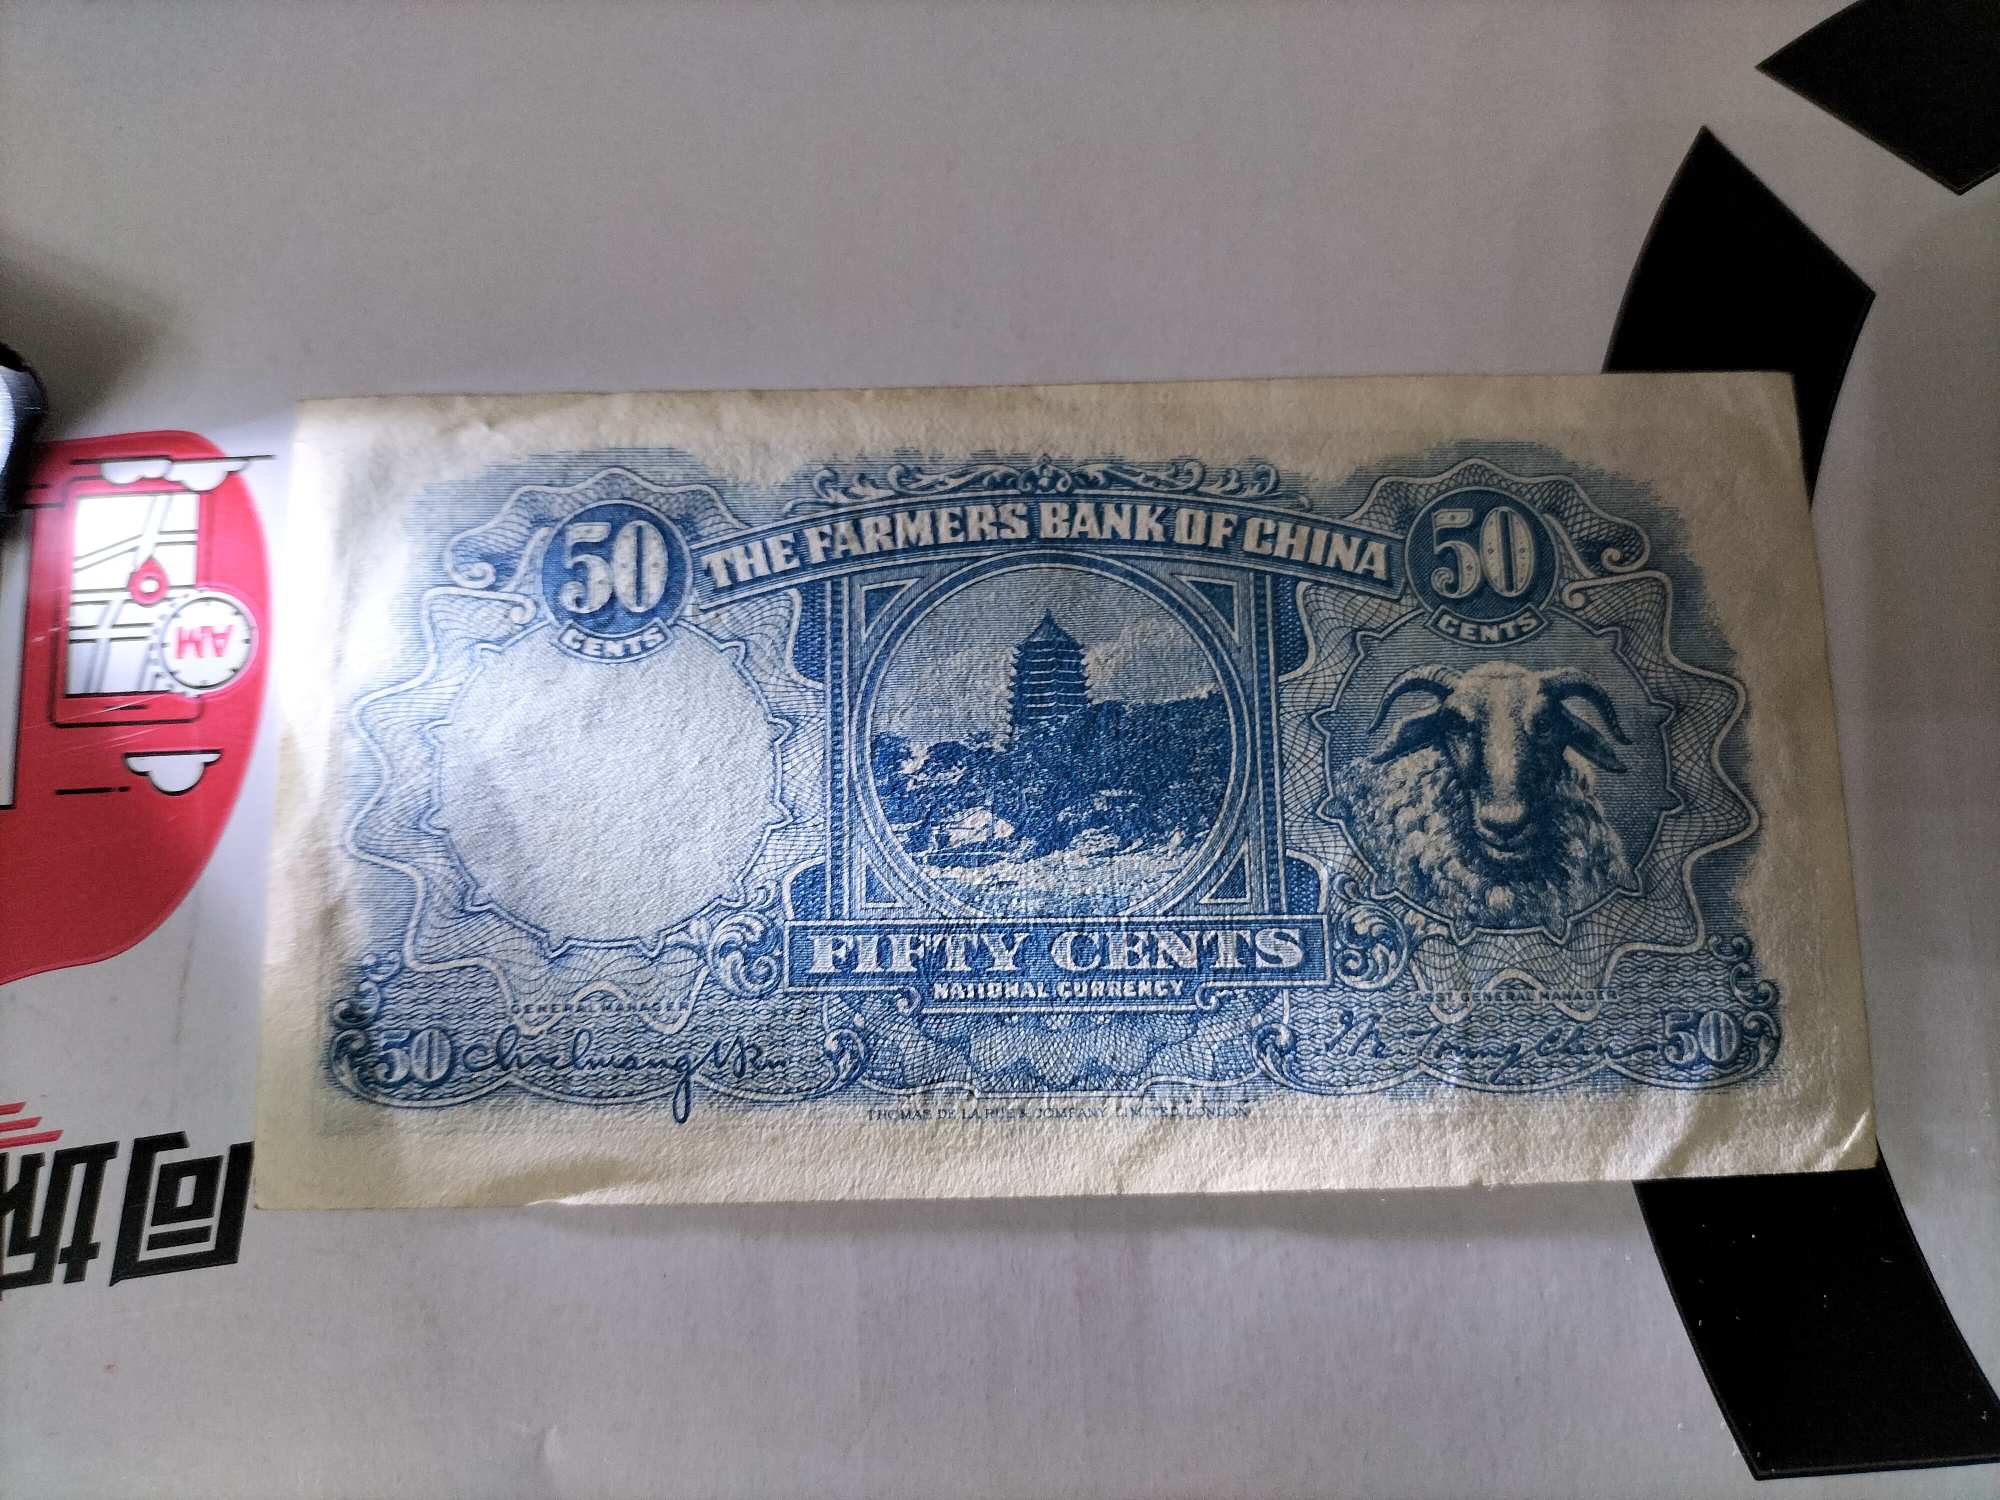 50 THE FARMERS BANK OF CHINA 50
CENTS CENTS
AM
FIFTY CENTS
NATIONAL CURRENCY
GENERAL MANAGER ASST GENERAL MANAGER
50 50
THOMAS DE LA RUE & COMPANY, LIMITED, LONDON